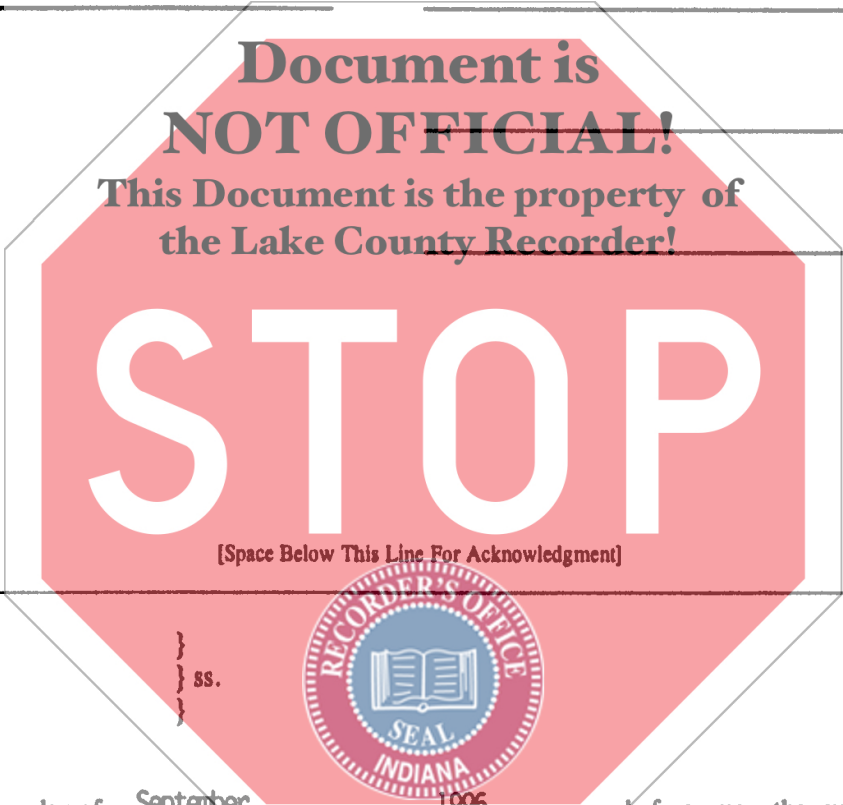 Document is
NOT OFFICIAL!
This Document is the property of
the Lake County Recorder!
STOP
[Space Below This Line For Acknowledgment]
RECORDER'S OFFICE
} ss.
SEAL
INDIANA
September 1996